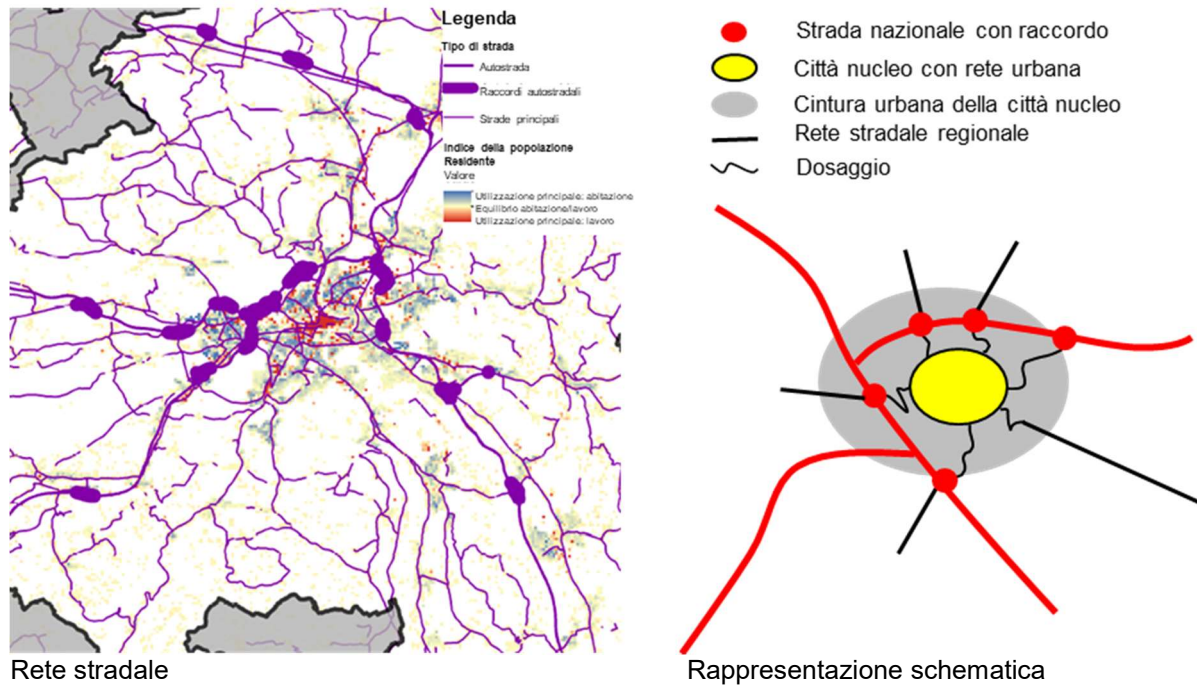 Legenda
Tipo di strada
Autostrada
Raccordi autostradali
Strade principali
Indice della popolazione
Residente
Valore
Utilizzazione principale: abitazione
Equilibrio abitazione/lavoro
Utilizzazione principale: lavoro
Strada nazionale con raccordo
Città nucleo con rete urbana
Cintura urbana della città nucleo
Rete stradale regionale
Dosaggio
Rete stradale
Rappresentazione schematica